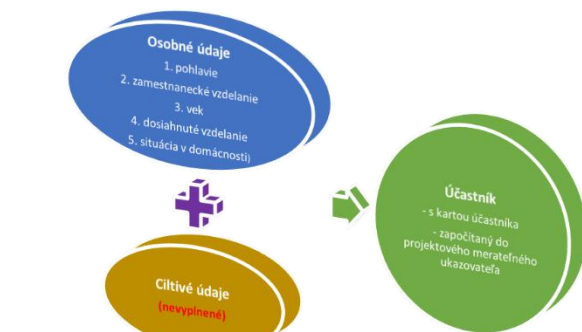 Osobné údaje
1. pohlavie
2. zamestnanecké vzdelanie
3. vek
4. dosiahnuté vzdelanie
5. situácia v domácnosti)
Ciltivé údaje
(nevyplnené)
Účastník
- s kartou účastníka
- započítaný do
projektového merateľného
ukazovateľa